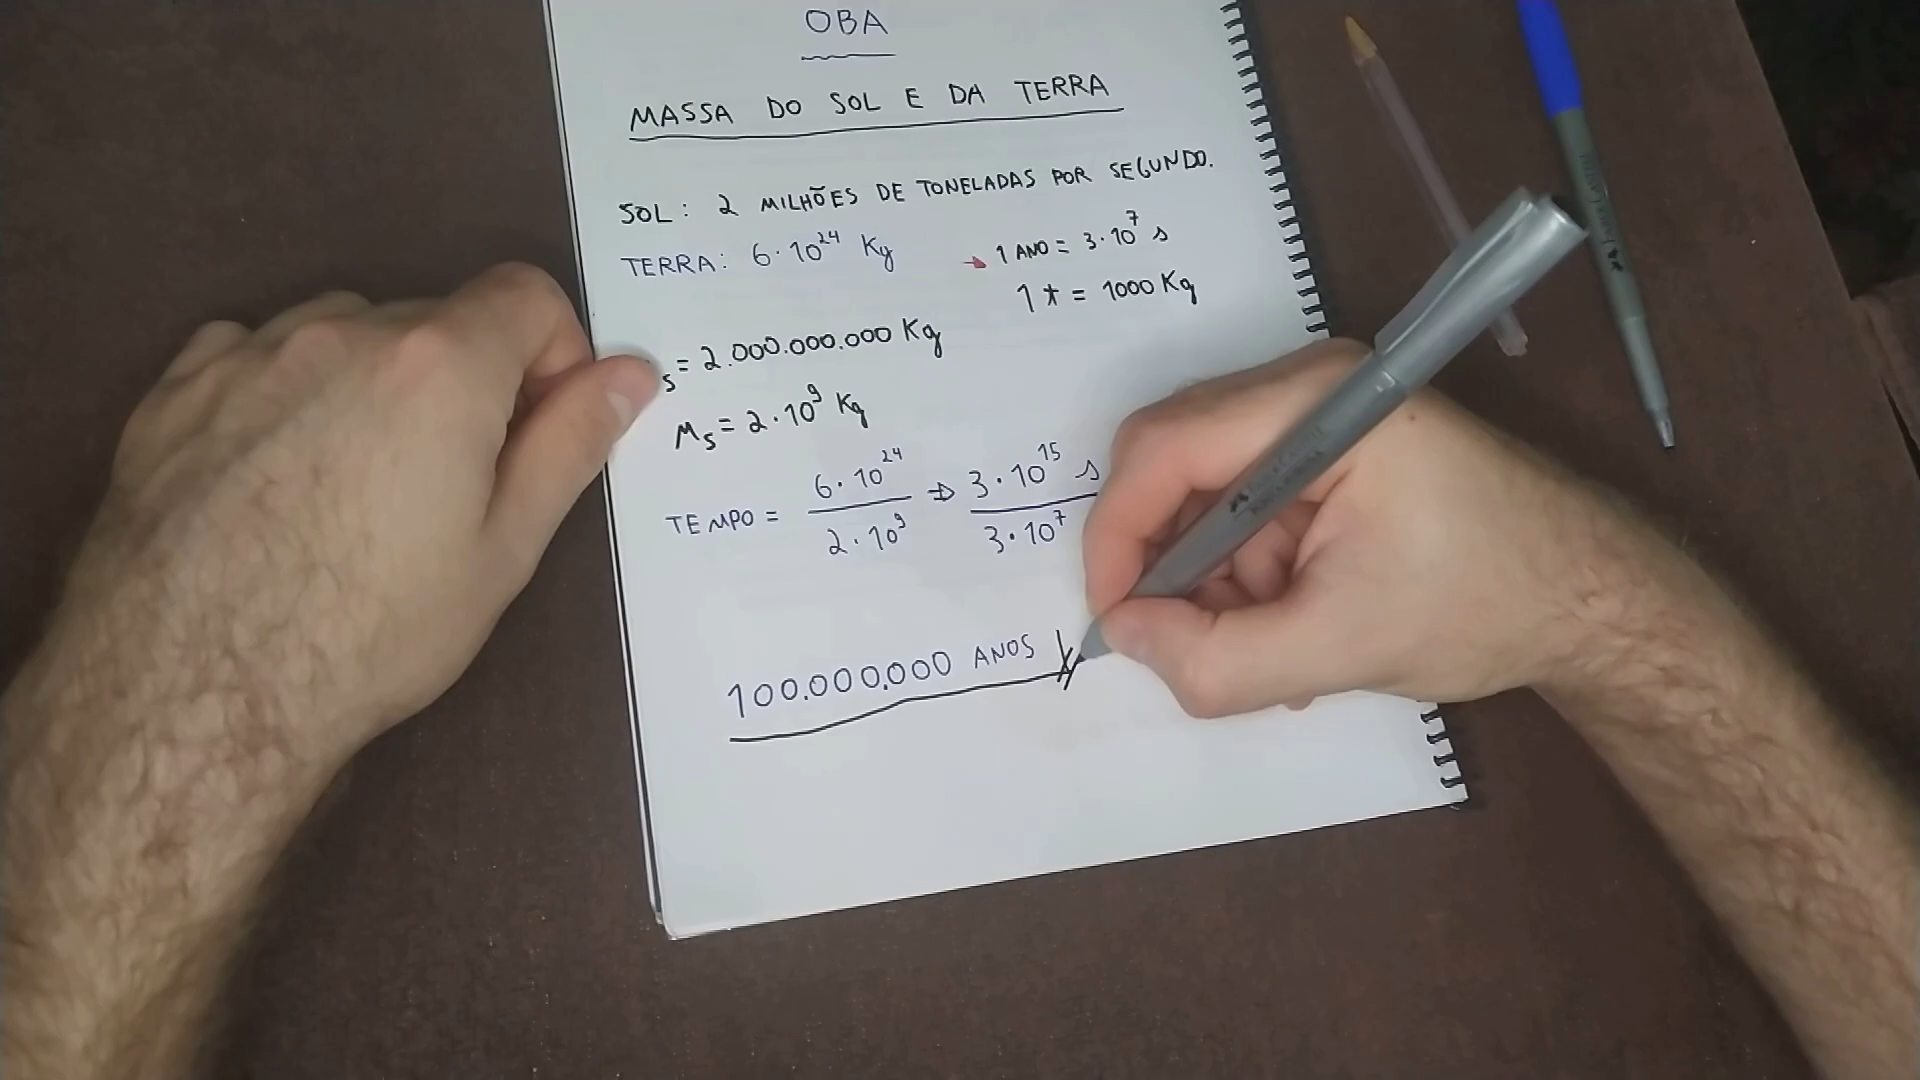 OBA
MASSA DO SOL E DA TERRA
SOL: 2 MILHÕES DE TONELADAS POR SEGUNDO.
TERRA: 6·10²⁴ Kg
→ 1 ANO = 3·10⁷ s
1 t = 1000 Kg
s = 2.000.000.000 Kg
Ms = 2·10⁹ Kg
TEMPO = 6·10²⁴ / 2·10⁹ ⇒ 3·10¹⁵ s / 3·10⁷
100.000.000 ANOS